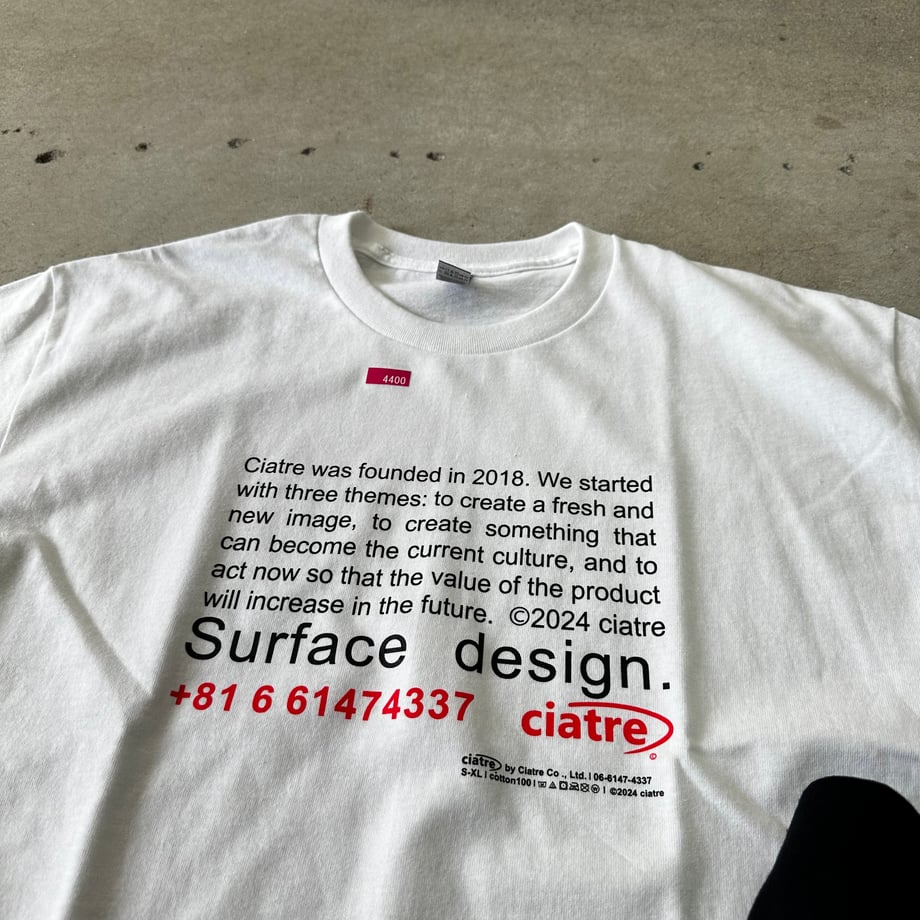 4400
Ciatre was founded in 2018. We started
with three themes: to create a fresh and
new image, to create something that
can become the current culture, and to
act now so that the value of the product
will increase in the future. ©2024 ciatre
Surface design.
+81 6 61474337
ciatre
©
ciatre by Ciatre Co ., Ltd. I 06-6147-4337
S-XL I cotton100 I I ©2024 ciatre